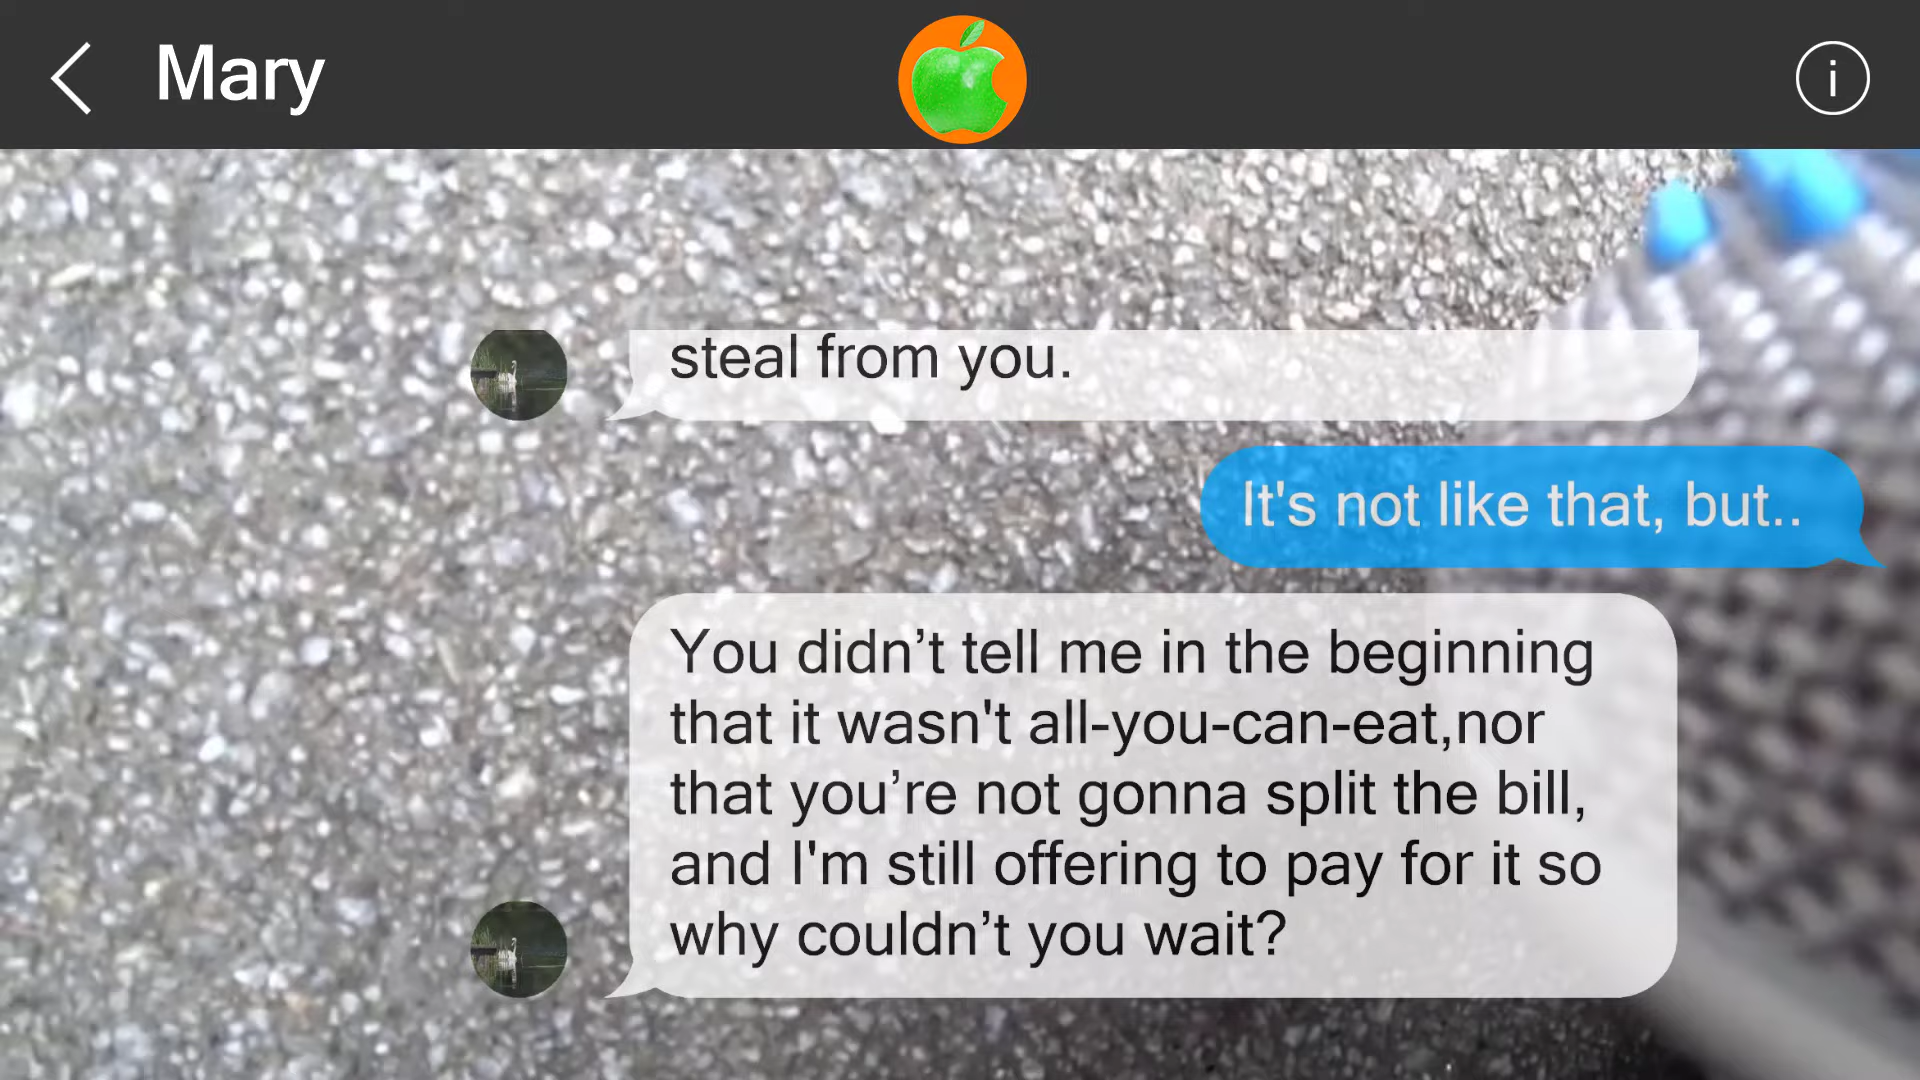 Mary
i
steal from you.
It's not like that, but..
You didn’t tell me in the beginning
that it wasn't all-you-can-eat,nor
that you’re not gonna split the bill,
and I'm still offering to pay for it so
why couldn’t you wait?